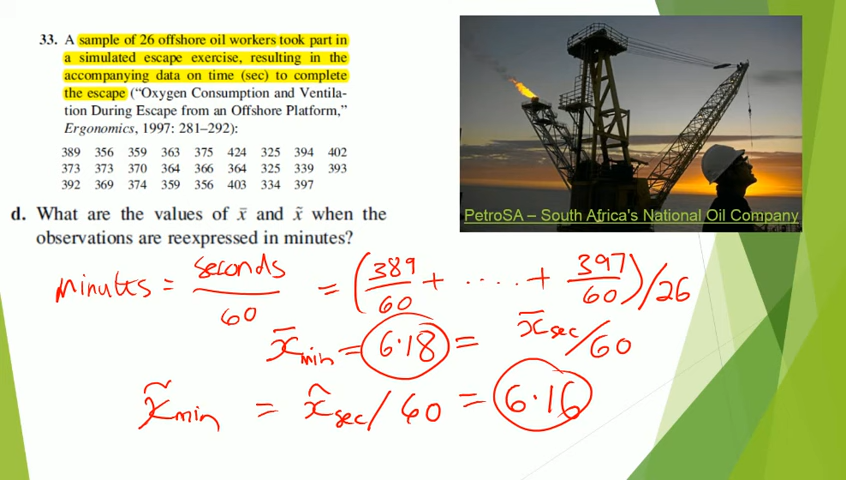 33. A sample of 26 offshore oil workers took part in
a simulated escape exercise, resulting in the
accompanying data on time (sec) to complete
the escape (“Oxygen Consumption and Ventila-
tion During Escape from an Offshore Platform,”
Ergonomics, 1997: 281–292):
389 356 359 363 375 424 325 394 402
373 373 370 364 366 364 325 339 393
392 369 374 359 356 403 334 397
d. What are the values of x̄ and x̃ when the
observations are reexpressed in minutes?
PetroSA – South Africa's National Oil Company
minutes = seconds / 60 = (389/60 + ..... + 397/60)/26
x̄min = 6.18 = x̄sec/60
x̃min = x̂sec/60 = 6.16